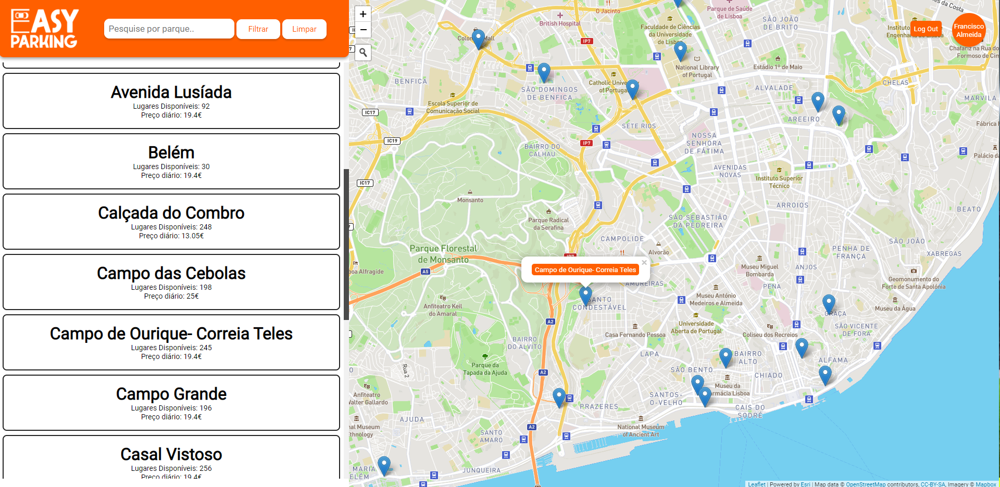 EASY
PARKING
Pesquise por parque..
Filtrar
Limpar
Avenida Lusíada
Lugares Disponíveis: 92
Preço diário: 19.4€
Belém
Lugares Disponíveis: 30
Preço diário: 19.4€
Calçada do Combro
Lugares Disponíveis: 248
Preço diário: 13.05€
Campo das Cebolas
Lugares Disponíveis: 198
Preço diário: 25€
Campo de Ourique- Correia Teles
Lugares Disponíveis: 245
Preço diário: 19.4€
Campo Grande
Lugares Disponíveis: 196
Preço diário: 19.4€
Casal Vistoso
Lugares Disponíveis: 256
Preço diário: 19.4€
+
−
Log Out
Francisco
Almeida
O Jacinto
British Hospital
Parque de Saúde
de Lisboa
SÃO JOÃO
DE BRITO
Faculdade de Ciências
da Universidade
de Lisboa
Mall
IP7
National Library
of Portugal
Estádio 1º de Maio
Chafariz na Rua do
Formoso de
BENFICA
SÃO DOMINGOS
DE BENFICA
Catholic
of Portugal
ALVALADE
CHELAS
MARVILA
Escola Superior de
Comunicação Social
IC17
SETE RIOS
AREEIRO
Fábrica
IC19
IP7
BAIRRO DO
CALHAU
NOSSA
SENHORA
DE FÁTIMA
Palácio
AVENIDAS
NOVAS
Instituto Superior
Técnico
IC17
Monsanto
ARROIOS
BEATO
Parque Radical
da Serafina
SÃO SEBASTIÃO
DA PEDREIRA
CAMPOLIDE
SÃO JOÃO
Parque Florestal
de Monsanto
Alvorão
PENHA DE
FRANÇA
XABREGAS
IP7
A5
Alfragide
Museu Miguel
Bombarda
ANJOS
Campo de Ourique- Correia Teles
×
AMOREIRAS
PENA
Geomonumento do
Forte de Santa Apolónia
Anfiteatro Keil
do Amaral
SANTO
CONDESTÁVEL
Museu António
Medeiros e Almeida
Museu da Água
GRAÇA
A2
Universidade
Aberta de Portugal
Casa Fernando Pessoa
Coliseu dos Recreios
SÃO VICENTE
DE FORA
BAIRRO
DO ALVITO
LAPA
BAIRRO
ALTO
ALFAMA
Rua 2
Parque da
Tapada da Ajuda
A2
SÃO BENTO
CHIADO
Anfiteatro
Walter Gallardo
Museu da
Farmácia Lisboa
SANTOS-
O-VELHO
PRAZERES
CAIS DO
SODRÉ
AJUDA
Museum
A2
SANTO
AMARO
National Museum
of Ancient Art
MARIA
BELÉM
JUNQUEIRA
Leaflet | Powered by Esri | Map data © OpenStreetMap contributors, CC-BY-SA, Imagery © Mapbox